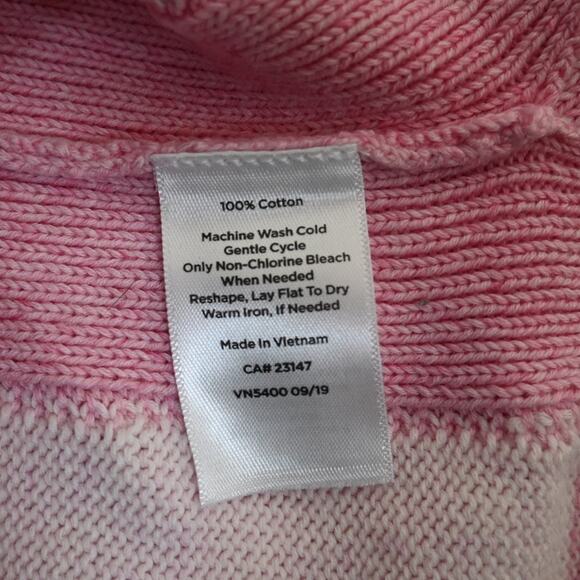 100% Cotton
Machine Wash Cold
Gentle Cycle
Only Non-Chlorine Bleach
When Needed
Reshape, Lay Flat To Dry
Warm Iron, If Needed
Made In Vietnam
CA# 23147
VN5400 09/19